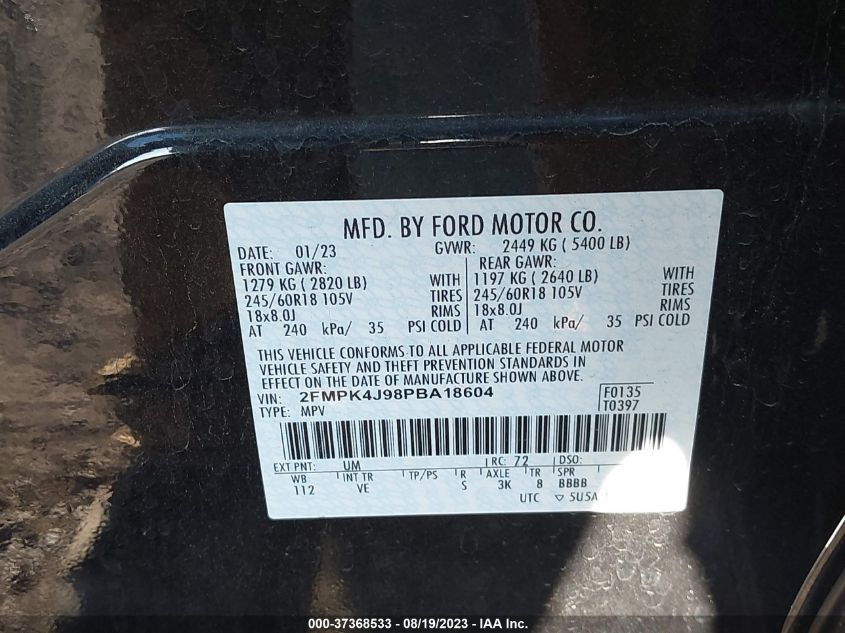 MFD. BY FORD MOTOR CO.
DATE: 01/23 GVWR: 2449 KG ( 5400 LB)
FRONT GAWR: REAR GAWR:
1279 KG ( 2820 LB) WITH 1197 KG ( 2640 LB) WITH
245/60R18 105V TIRES 245/60R18 105V TIRES
18x8.0J RIMS 18x8.0J RIMS
AT 240 kPa/ 35 PSI COLD AT 240 kPa/ 35 PSI COLD
THIS VEHICLE CONFORMS TO ALL APPLICABLE FEDERAL MOTOR
VEHICLE SAFETY AND THEFT PREVENTION STANDARDS IN
EFFECT ON THE DATE OF MANUFACTURE SHOWN ABOVE.
VIN: 2FMPK4J98PBA18604 F0135
TYPE: MPV T0397
EXT PNT: UM RC: 72 DSO:
WB INT TR TP/PS R AXLE TR SPR
112 VE S 3K 8 BBBB
UTC ▽ 5U5A
000-37368533 - 08/19/2023 - © Copyright 2023, IAA Inc.